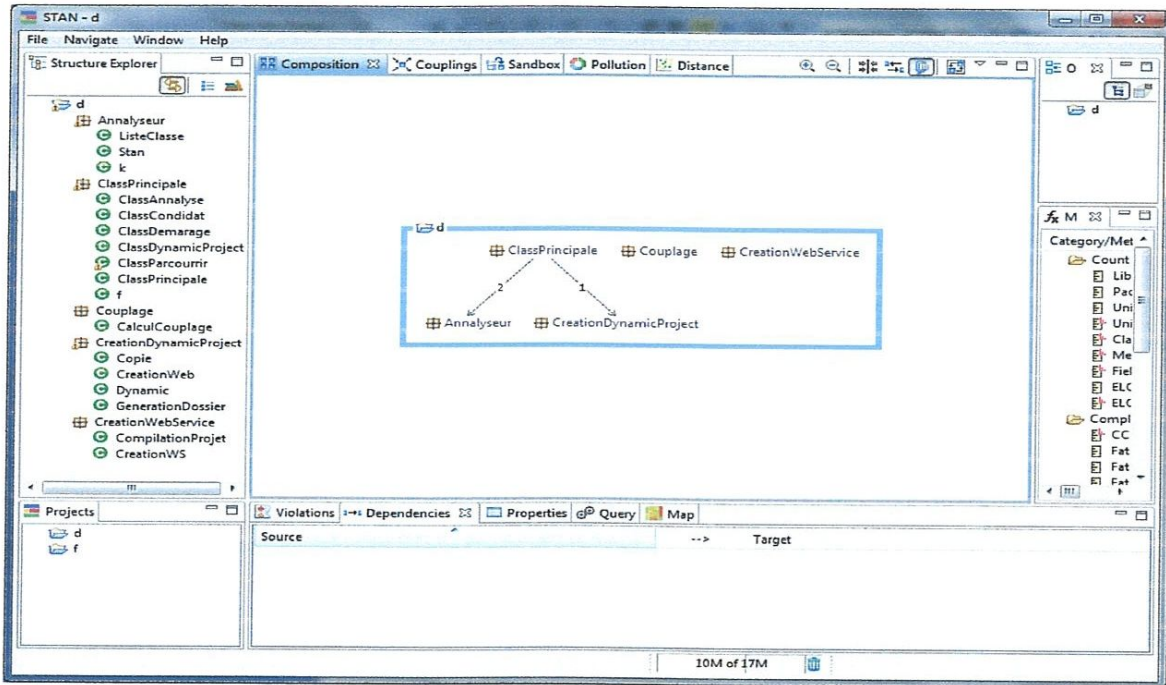 STAN - d
File Navigate Window Help
Structure Explorer
d
Annalyseur
ListeClasse
Stan
k
ClassPrincipale
ClassAnnalyse
ClassCondidat
ClassDemarage
ClassDynamicProject
ClassParcourrir
ClassPrincipale
f
Couplage
CalculCouplage
CreationDynamicProject
Copie
CreationWeb
Dynamic
GenerationDossier
CreationWebService
CompilationProjet
CreationWS
Composition Couplings Sandbox Pollution Distance
d
ClassPrincipale Couplage CreationWebService
2 1
Annalyseur CreationDynamicProject
O
d
M
Category/Met
Count
Lib
Pac
Uni
Uni
Cla
Me
Fiel
ELC
ELC
Compl
CC
Fat
Fat
Fat
Projects
d
f
Violations Dependencies Properties Query Map
Source --> Target
10M of 17M